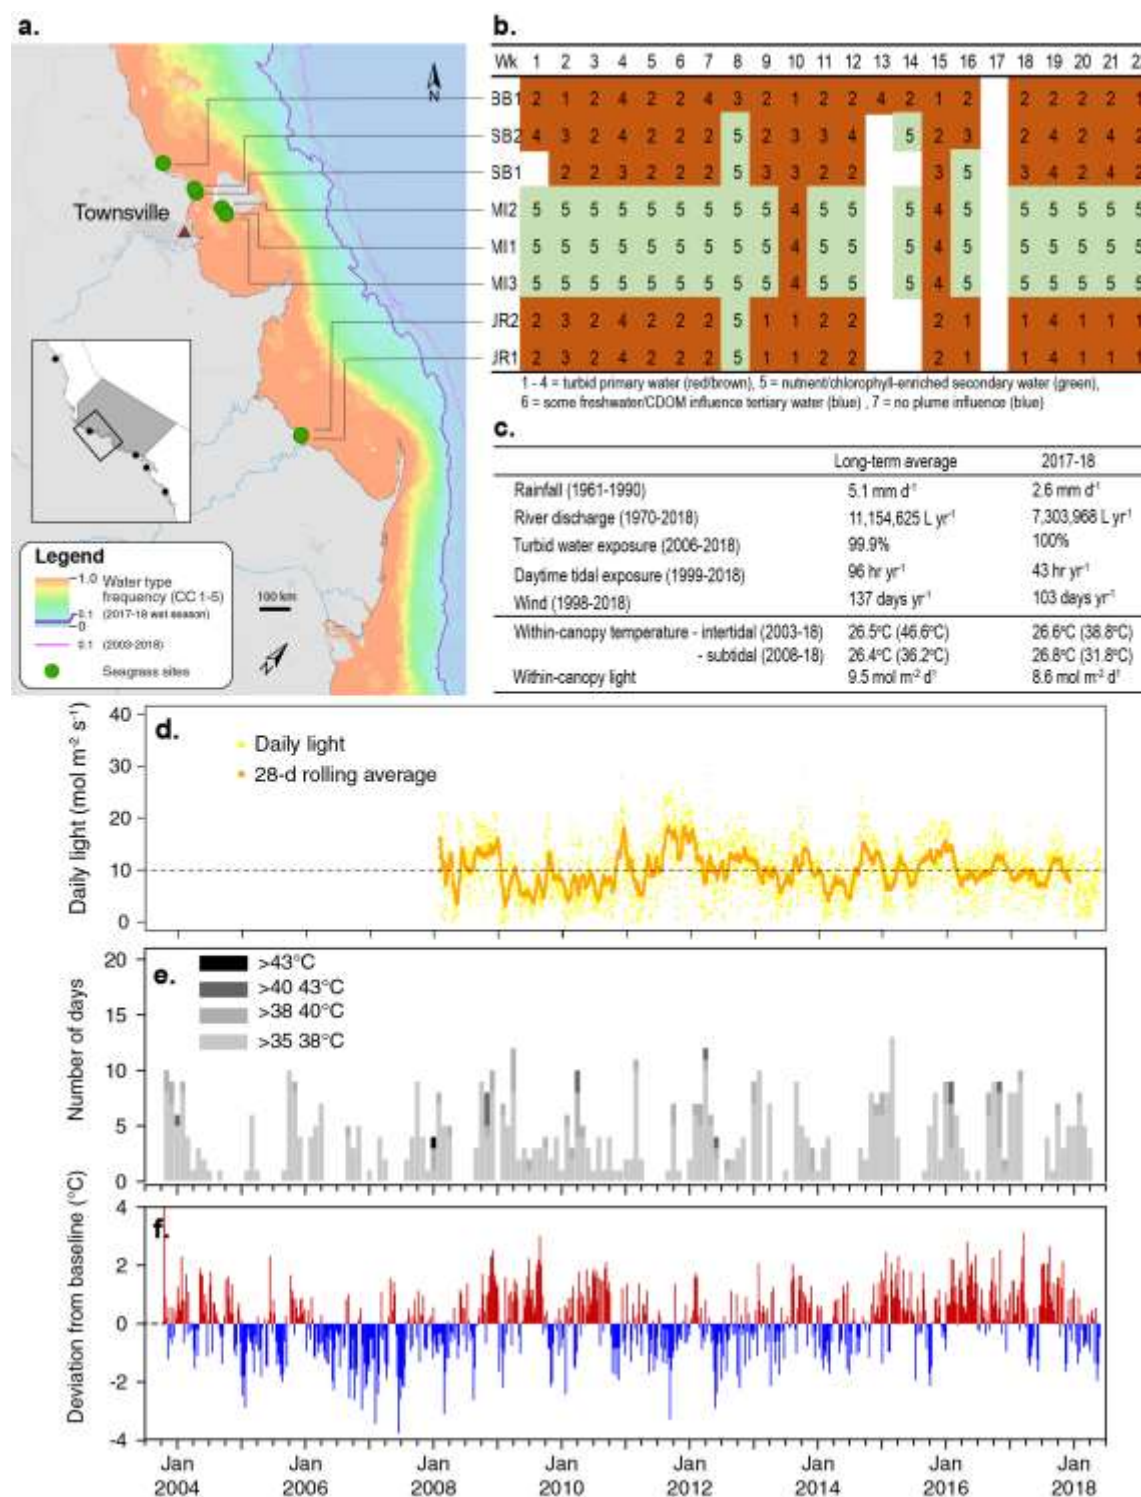 a.
N
Townsville
Legend
1.0 Water type
frequency (CC 1-5)
0.1 (2017-18 wet season)
0
0.1 (2003-2018)
Seagrass sites
100 km
N
b.
Wk 1 2 3 4 5 6 7 8 9 10 11 12 13 14 15 16 17 18 19 20 21
2 1 2 4 2 2 4 3 2 1 2 2 4 2 1 2 2 2 2 2 1
SB2 4 3 2 4 2 2 2 5 2 3 3 4 5 2 3 2 4 2 4 2
SB1 2 2 3 2 2 2 5 3 3 2 2 3 5 3 4 2 4 2
MI2 5 5 5 5 5 5 5 5 5 4 5 5 5 4 5 5 5 5 5 5
MI1 5 5 5 5 5 5 5 5 5 4 5 5 5 4 5 5 5 5 5 5
MI3 5 5 5 5 5 5 5 5 5 4 5 5 5 4 5 5 5 5 5 5
JR2 2 3 2 4 2 2 2 5 1 1 2 2 2 1 1 4 1 1 1
JR1 2 3 2 4 2 2 2 5 1 1 2 2 2 1 1 4 1 1 1
1 - 4 = turbid primary water (red/brown), 5 = nutrient/chlorophyll-enriched secondary water (green),
6 = some freshwater/CDOM influence tertiary water (blue) , 7 = no plume influence (blue)
c.
Long-term average 2017-18
Rainfall (1961-1990) 5.1 mm d⁻¹ 2.6 mm d⁻¹
River discharge (1970-2018) 11,154,625 L yr⁻¹ 7,303,968 L yr⁻¹
Turbid water exposure (2006-2018) 99.9% 100%
Daytime tidal exposure (1999-2018) 96 hr yr⁻¹ 43 hr yr⁻¹
Wind (1998-2018) 137 days yr⁻¹ 103 days yr⁻¹
Within-canopy temperature - intertidal (2003-18) 26.5ºC (46.6ºC) 26.6ºC (38.8ºC)
- subtidal (2008-18) 26.4ºC (36.2ºC) 26.8ºC (31.8ºC)
Within-canopy light 9.5 mol m⁻² d¹ 8.6 mol m⁻² d¹
d.
Daily light (mol m⁻² s⁻¹)
40
30
20
10
0
Daily light
28-d rolling average
e.
Number of days
20
15
10
5
0
>43°C
>40 43°C
>38 40°C
>35 38°C
f.
Deviation from baseline (°C)
4
2
0
-2
-4
Jan Jan Jan Jan Jan Jan Jan Jan
2004 2006 2008 2010 2012 2014 2016 2018